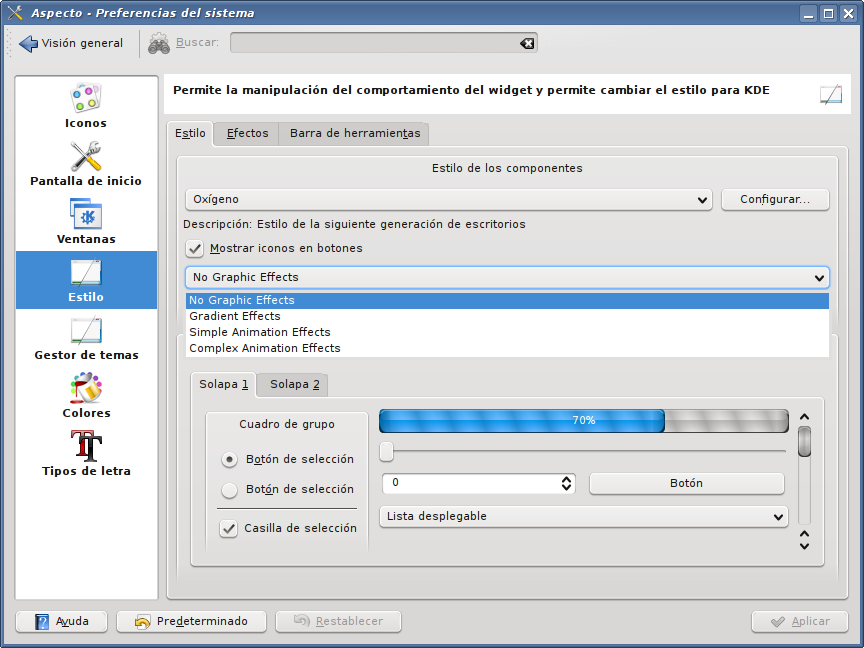 Aspecto - Preferencias del sistema
Visión general
Buscar:
Iconos
Pantalla de inicio
Ventanas
Estilo
Gestor de temas
Colores
Tipos de letra
Permite la manipulación del comportamiento del widget y permite cambiar el estilo para KDE
Estilo Efectos Barra de herramientas
Estilo de los componentes
Oxígeno Configurar...
Descripción: Estilo de la siguiente generación de escritorios
Mostrar iconos en botones
No Graphic Effects
No Graphic Effects
Gradient Effects
Simple Animation Effects
Complex Animation Effects
Solapa 1 Solapa 2
Cuadro de grupo
Botón de selección
Botón de selección
Casilla de selección
70%
0 Botón
Lista desplegable
Ayuda Predeterminado Restablecer Aplicar